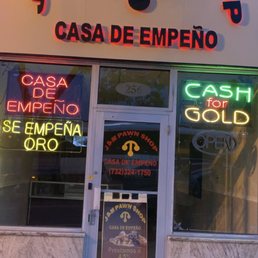 O P
CASA DE EMPEÑO
CASA
DE
EMPEÑO
SE EMPEÑA
ORO
256
CASH
for
GOLD
OPEN
J&M PAWN SHOP
CASA DE EMPEÑO
(732)324-1750
J&M PAWN SHOP
CASA DE EMPEÑO